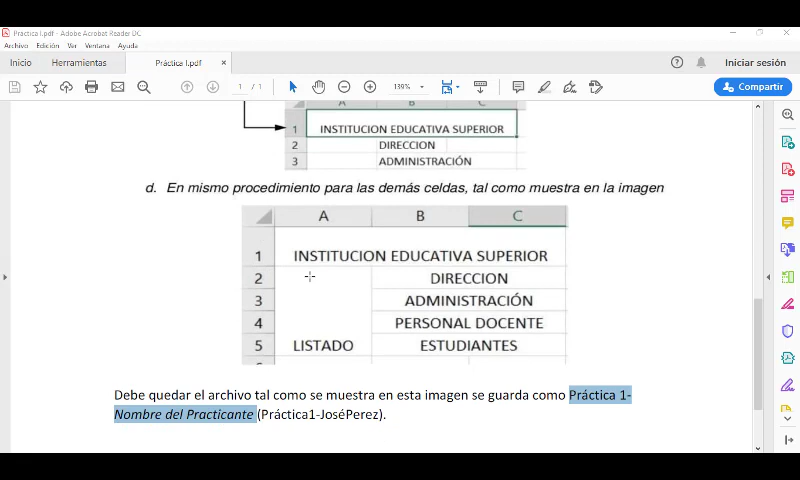 Práctica I.pdf - Adobe Acrobat Reader DC
Archivo Edición Ver Ventana Ayuda
Inicio Herramientas Práctica I.pdf × Iniciar sesión
1 / 1 139% Compartir
A B C
1 INSTITUCION EDUCATIVA SUPERIOR
2 DIRECCION
3 ADMINISTRACIÓN
d. En mismo procedimiento para las demás celdas, tal como muestra en la imagen
A B C
1 INSTITUCION EDUCATIVA SUPERIOR
2 DIRECCION
3 ADMINISTRACIÓN
4 PERSONAL DOCENTE
5 LISTADO ESTUDIANTES
Debe quedar el archivo tal como se muestra en esta imagen se guarda como Práctica 1-
Nombre del Practicante (Práctica1-JoséPerez).